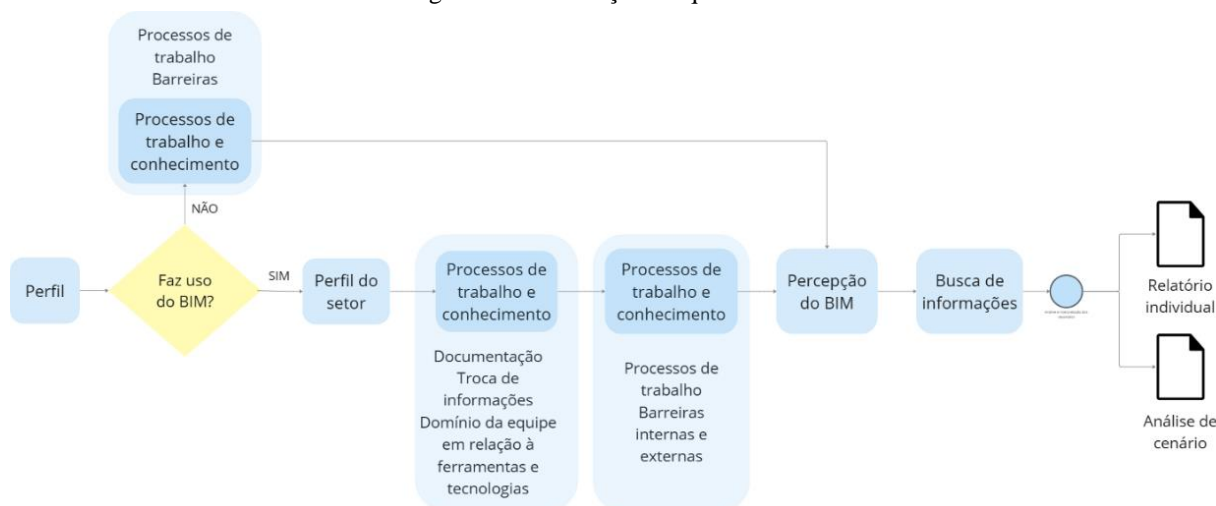 Processos de
trabalho
Barreiras
Processos de
trabalho e
conhecimento
NÃO
Perfil
Faz uso
do BIM?
SIM
Perfil do
setor
Processos de
trabalho e
conhecimento
Documentação
Troca de
informações
Domínio da equipe
em relação à
ferramentas e
tecnologias
Processos de
trabalho e
conhecimento
Processos de
trabalho
Barreiras
internas e
externas
Percepção
do BIM
Busca de
informações
Relatório
individual
Análise de
cenário